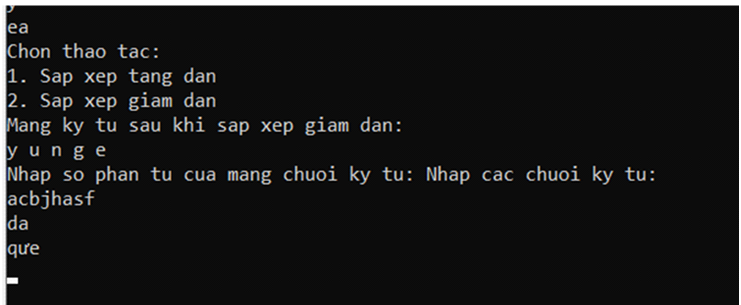 y
ea
Chon thao tac:
1. Sap xep tang dan
2. Sap xep giam dan
Mang ky tu sau khi sap xep giam dan:
y u n g e
Nhap so phan tu cua mang chuoi ky tu: Nhap cac chuoi ky tu:
acbjhasf
da
qưe